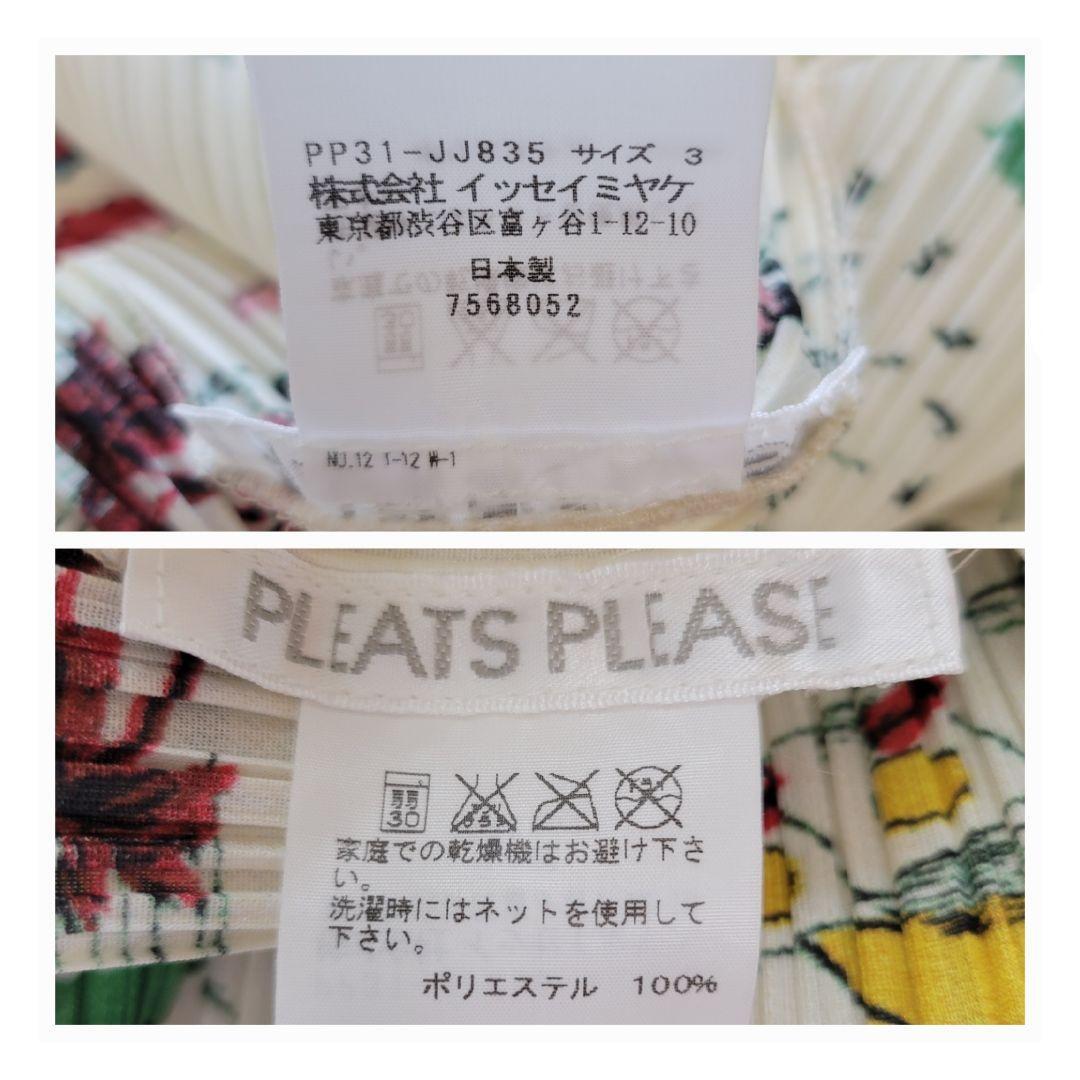 PP31-JJ835 サイズ 3
株式会社 イッセイミヤケ
東京都渋谷区富ヶ谷1-12-10
日本製
7568052
NO.12 T-12 W-1
PLEATS PLEASE
弱
30
家庭での乾燥機はお避け下さ
い。
洗濯時にはネットを使用して
下さい。
ポリエステル 100%